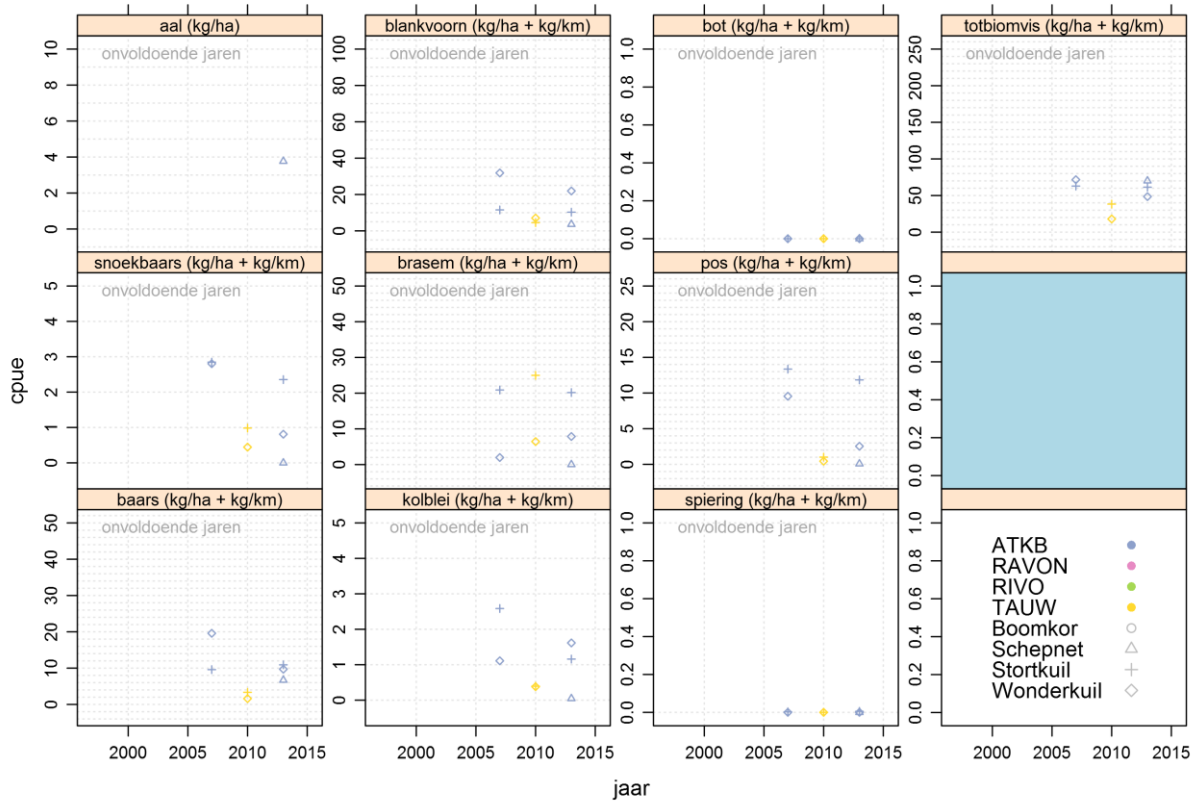 aal (kg/ha)
blankvoorn (kg/ha + kg/km)
bot (kg/ha + kg/km)
totbiomvis (kg/ha + kg/km)
onvoldoende jaren
onvoldoende jaren
onvoldoende jaren
onvoldoende jaren
10
8
6
4
2
0
100
80
60
40
20
0
1.0
0.8
0.6
0.4
0.2
0.0
250
200
150
100
50
0
snoekbaars (kg/ha + kg/km)
brasem (kg/ha + kg/km)
pos (kg/ha + kg/km)
onvoldoende jaren
onvoldoende jaren
onvoldoende jaren
5
4
3
2
1
0
50
40
30
20
10
0
25
20
15
10
5
0
1.0
0.8
0.6
0.4
0.2
0.0
cpue
baars (kg/ha + kg/km)
kolblei (kg/ha + kg/km)
spiering (kg/ha + kg/km)
onvoldoende jaren
onvoldoende jaren
onvoldoende jaren
50
40
30
20
10
0
5
4
3
2
1
0
1.0
0.8
0.6
0.4
0.2
0.0
1.0
0.8
0.6
0.4
0.2
0.0
ATKB
RAVON
RIVO
TAUW
Boomkor
Schepnet
Stortkuil
Wonderkuil
2000 2005 2010 2015
2000 2005 2010 2015
2000 2005 2010 2015
2000 2005 2010 2015
jaar